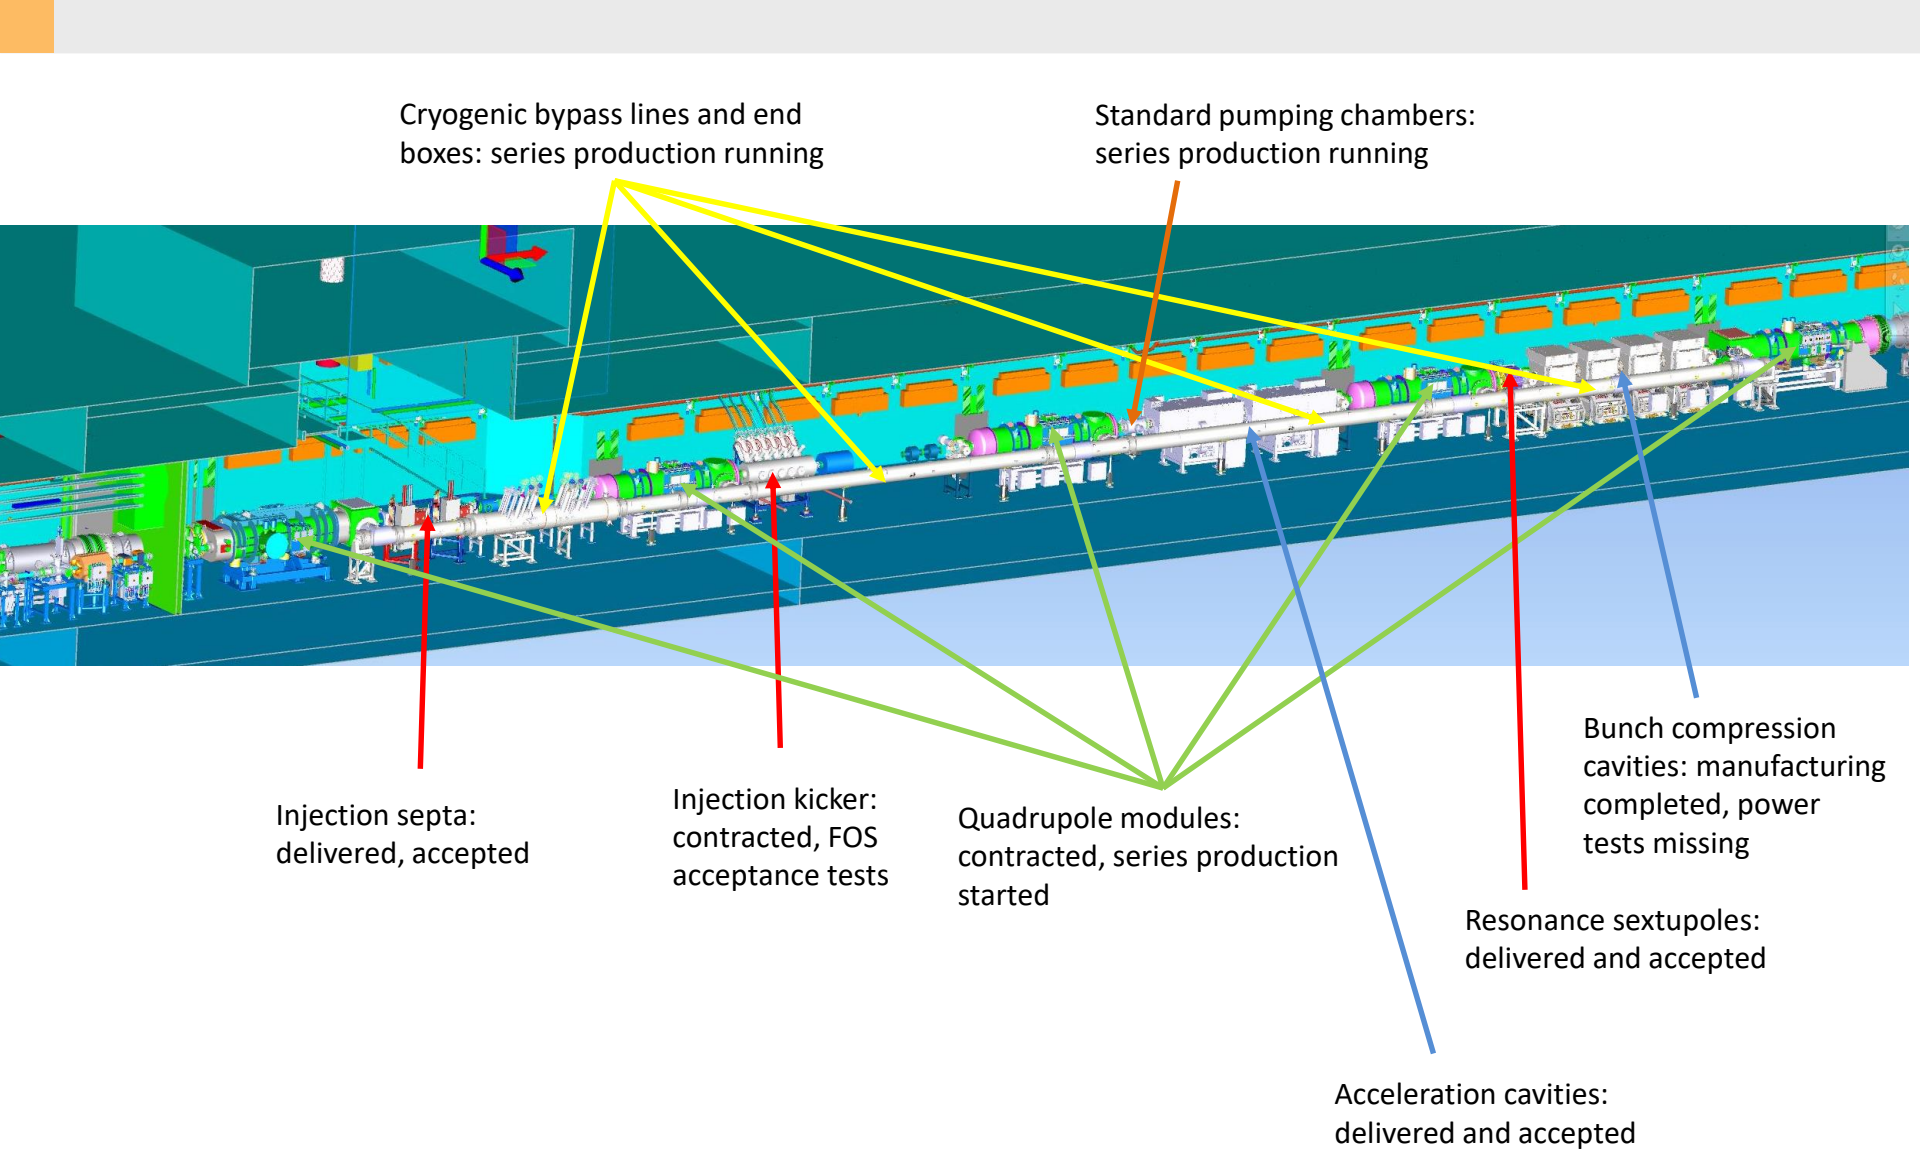 Cryogenic bypass lines and end
boxes: series production running
Standard pumping chambers:
series production running
Injection septa:
delivered, accepted
Injection kicker:
contracted, FOS
acceptance tests
Quadrupole modules:
contracted, series production
started
Bunch compression
cavities: manufacturing
completed, power
tests missing
Resonance sextupoles:
delivered and accepted
Acceleration cavities:
delivered and accepted